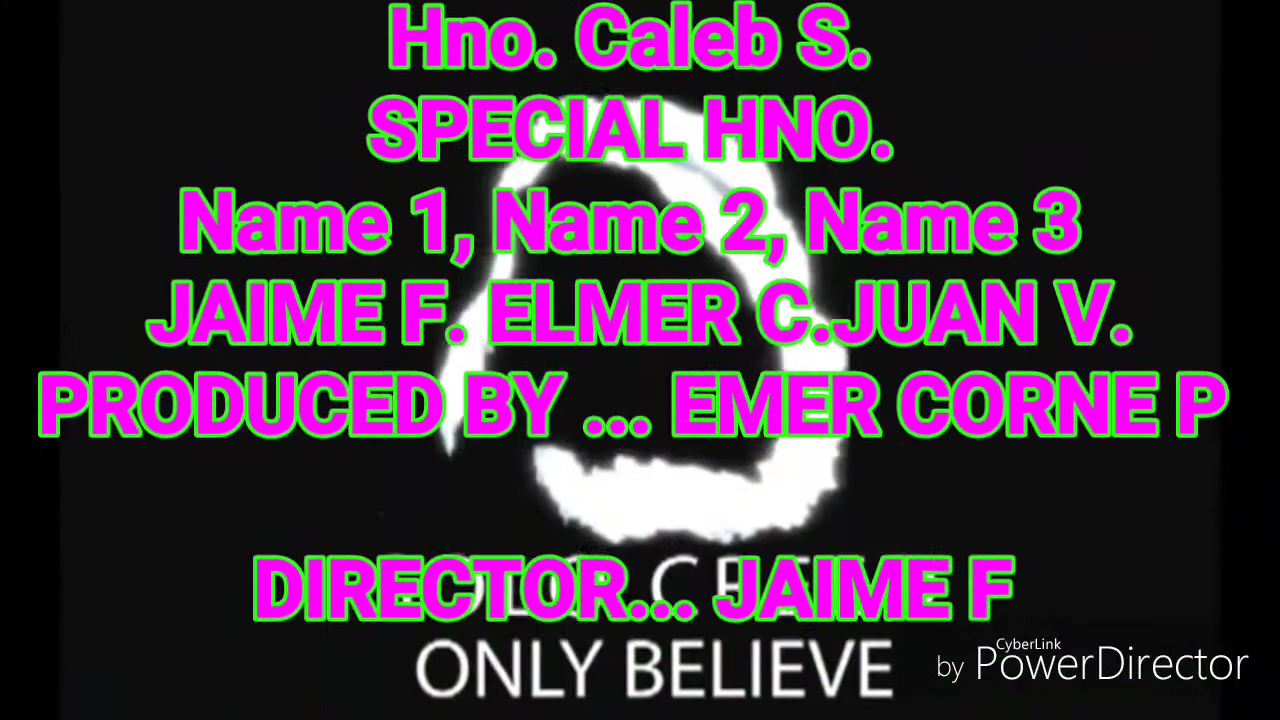 Hno. Caleb S.
SPECIAL HNO.
Name 1, Name 2, Name 3
JAIME F. ELMER C.JUAN V.
PRODUCED BY ... EMER CORNE P
DIRECTOR... JAIME F
ONLY BELIEVE
CyberLink
by PowerDirector